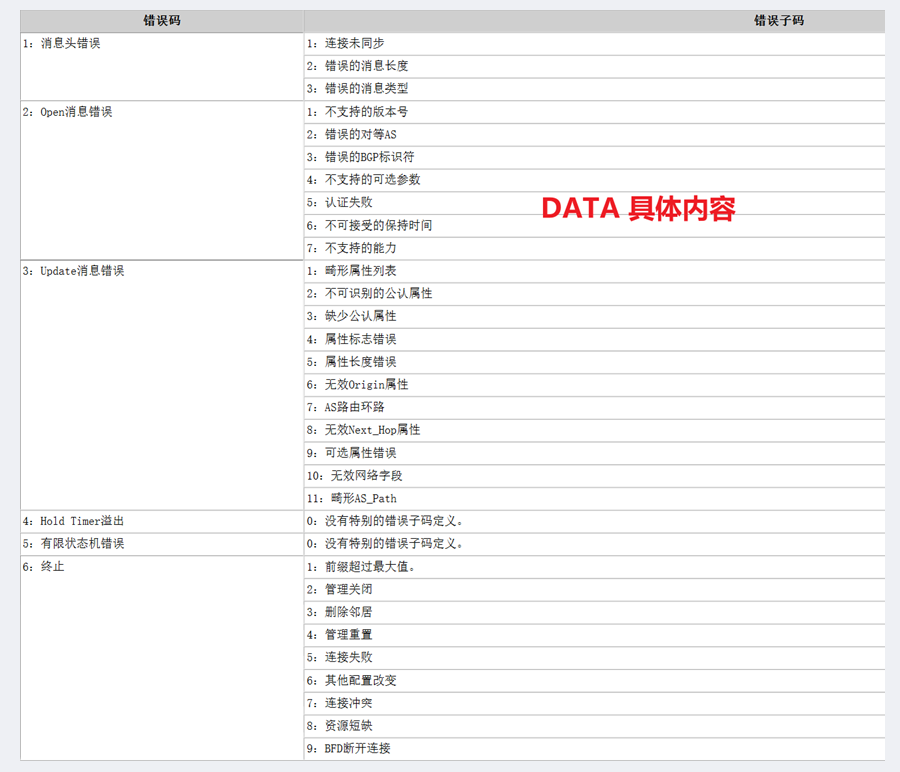 错误码 错误子码
1：消息头错误 1：连接未同步
2：错误的消息长度
3：错误的消息类型
2：Open消息错误 1：不支持的版本号
2：错误的对等AS
3：错误的BGP标识符
4：不支持的可选参数
5：认证失败
DATA 具体内容
6：不可接受的保持时间
7：不支持的能力
3：Update消息错误 1：畸形属性列表
2：不可识别的公认属性
3：缺少公认属性
4：属性标志错误
5：属性长度错误
6：无效Origin属性
7：AS路由环路
8：无效Next_Hop属性
9：可选属性错误
10：无效网络字段
11：畸形AS_Path
4：Hold Timer溢出 0：没有特别的错误子码定义。
5：有限状态机错误 0：没有特别的错误子码定义。
6：终止 1：前缀超过最大值。
2：管理关闭
3：删除邻居
4：管理重置
5：连接失败
6：其他配置改变
7：连接冲突
8：资源短缺
9：BFD断开连接